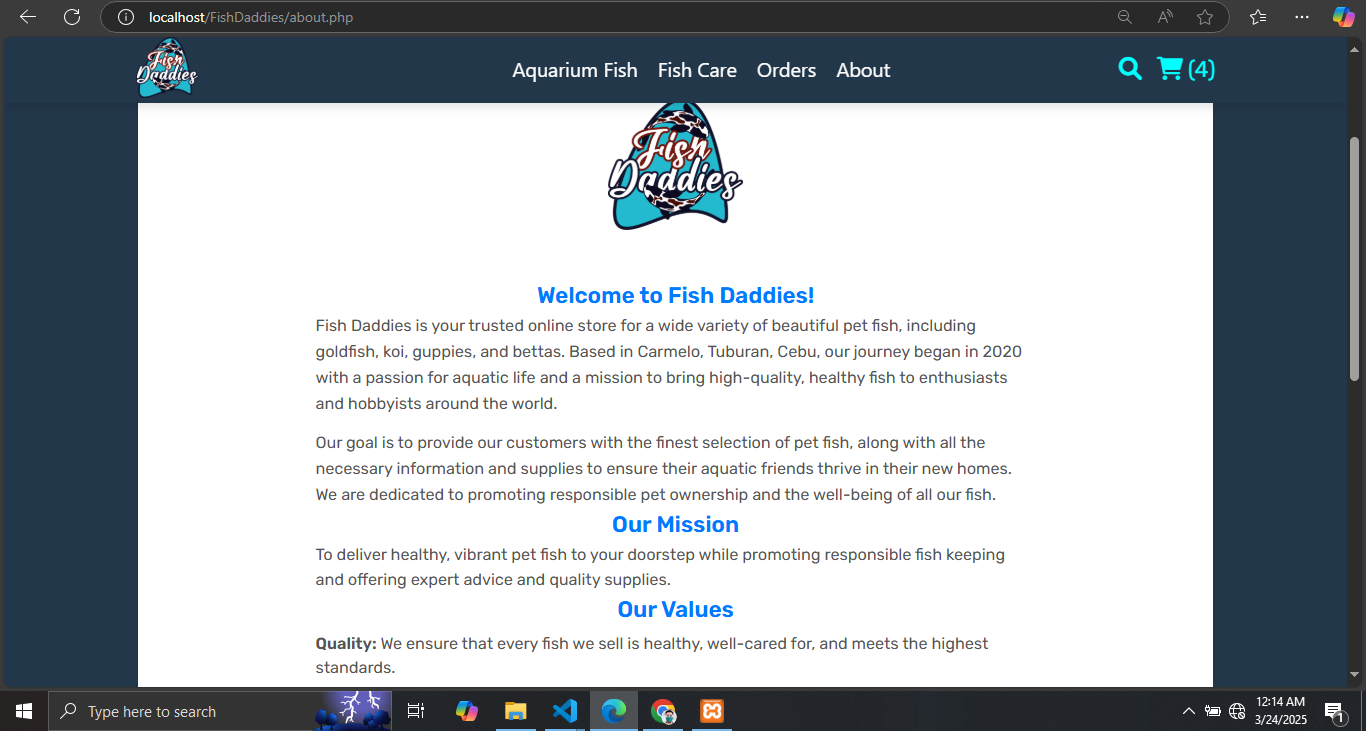 localhost/FishDaddies/about.php
Fish
Daddies
Aquarium Fish Fish Care Orders About
(4)
Fish
Daddies
Welcome to Fish Daddies!
Fish Daddies is your trusted online store for a wide variety of beautiful pet fish, including
goldfish, koi, guppies, and bettas. Based in Carmelo, Tuburan, Cebu, our journey began in 2020
with a passion for aquatic life and a mission to bring high-quality, healthy fish to enthusiasts
and hobbyists around the world.
Our goal is to provide our customers with the finest selection of pet fish, along with all the
necessary information and supplies to ensure their aquatic friends thrive in their new homes.
We are dedicated to promoting responsible pet ownership and the well-being of all our fish.
Our Mission
To deliver healthy, vibrant pet fish to your doorstep while promoting responsible fish keeping
and offering expert advice and quality supplies.
Our Values
Quality: We ensure that every fish we sell is healthy, well-cared for, and meets the highest
standards.
Type here to search
12:14 AM
3/24/2025
1